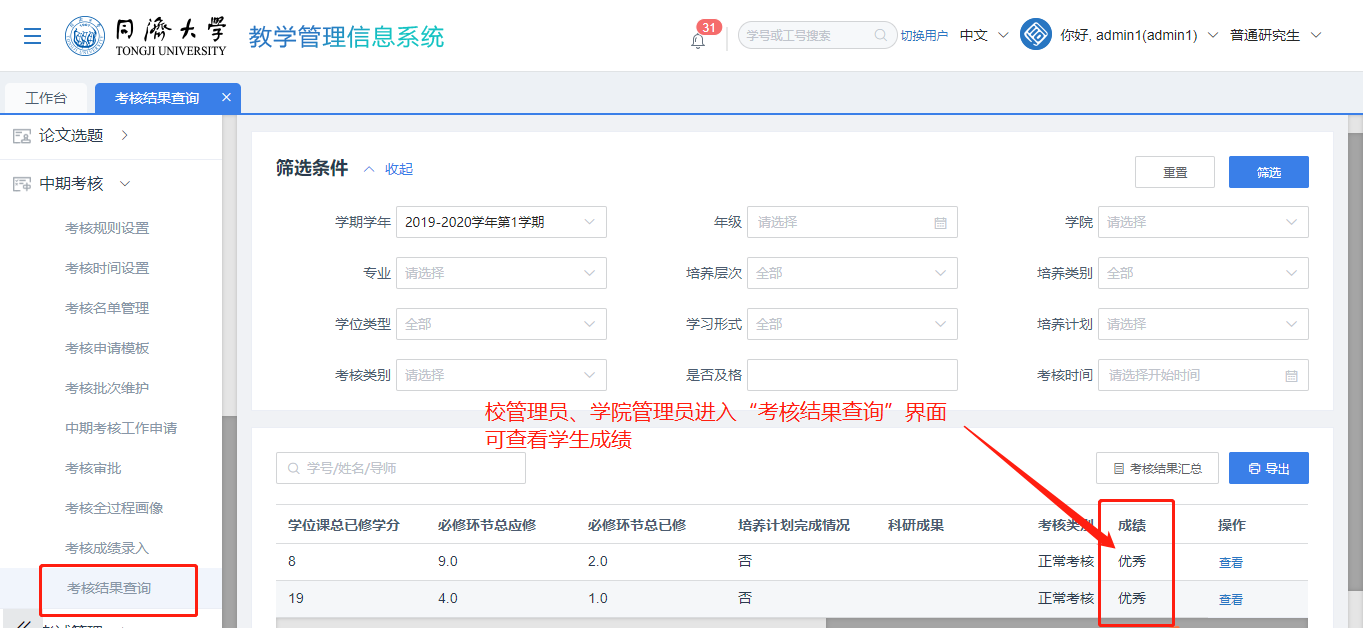 同濟大學
TONGJI UNIVERSITY
教学管理信息系统
31
学号或工号搜索
切换用户
中文
你好, admin1(admin1)
普通研究生
工作台
考核结果查询
论文选题
中期考核
考核规则设置
考核时间设置
考核名单管理
考核申请模板
考核批次维护
中期考核工作申请
考核审批
考核全过程画像
考核成绩录入
考核结果查询
筛选条件 收起
重置 筛选
学期学年 2019-2020学年第1学期 年级 请选择 学院 请选择
专业 请选择 培养层次 全部 培养类别 全部
学位类型 全部 学习形式 全部 培养计划 请选择
考核类别 请选择 是否及格 考核时间 请选择开始时间
校管理员、学院管理员进入“考核结果查询”界面
可查看学生成绩
学号/姓名/导师 考核结果汇总 导出
学位课总已修学分 必修环节总应修 必修环节总已修 培养计划完成情况 科研成果 考核类别 成绩 操作
8 9.0 2.0 否 正常考核 优秀 查看
19 4.0 1.0 否 正常考核 优秀 查看